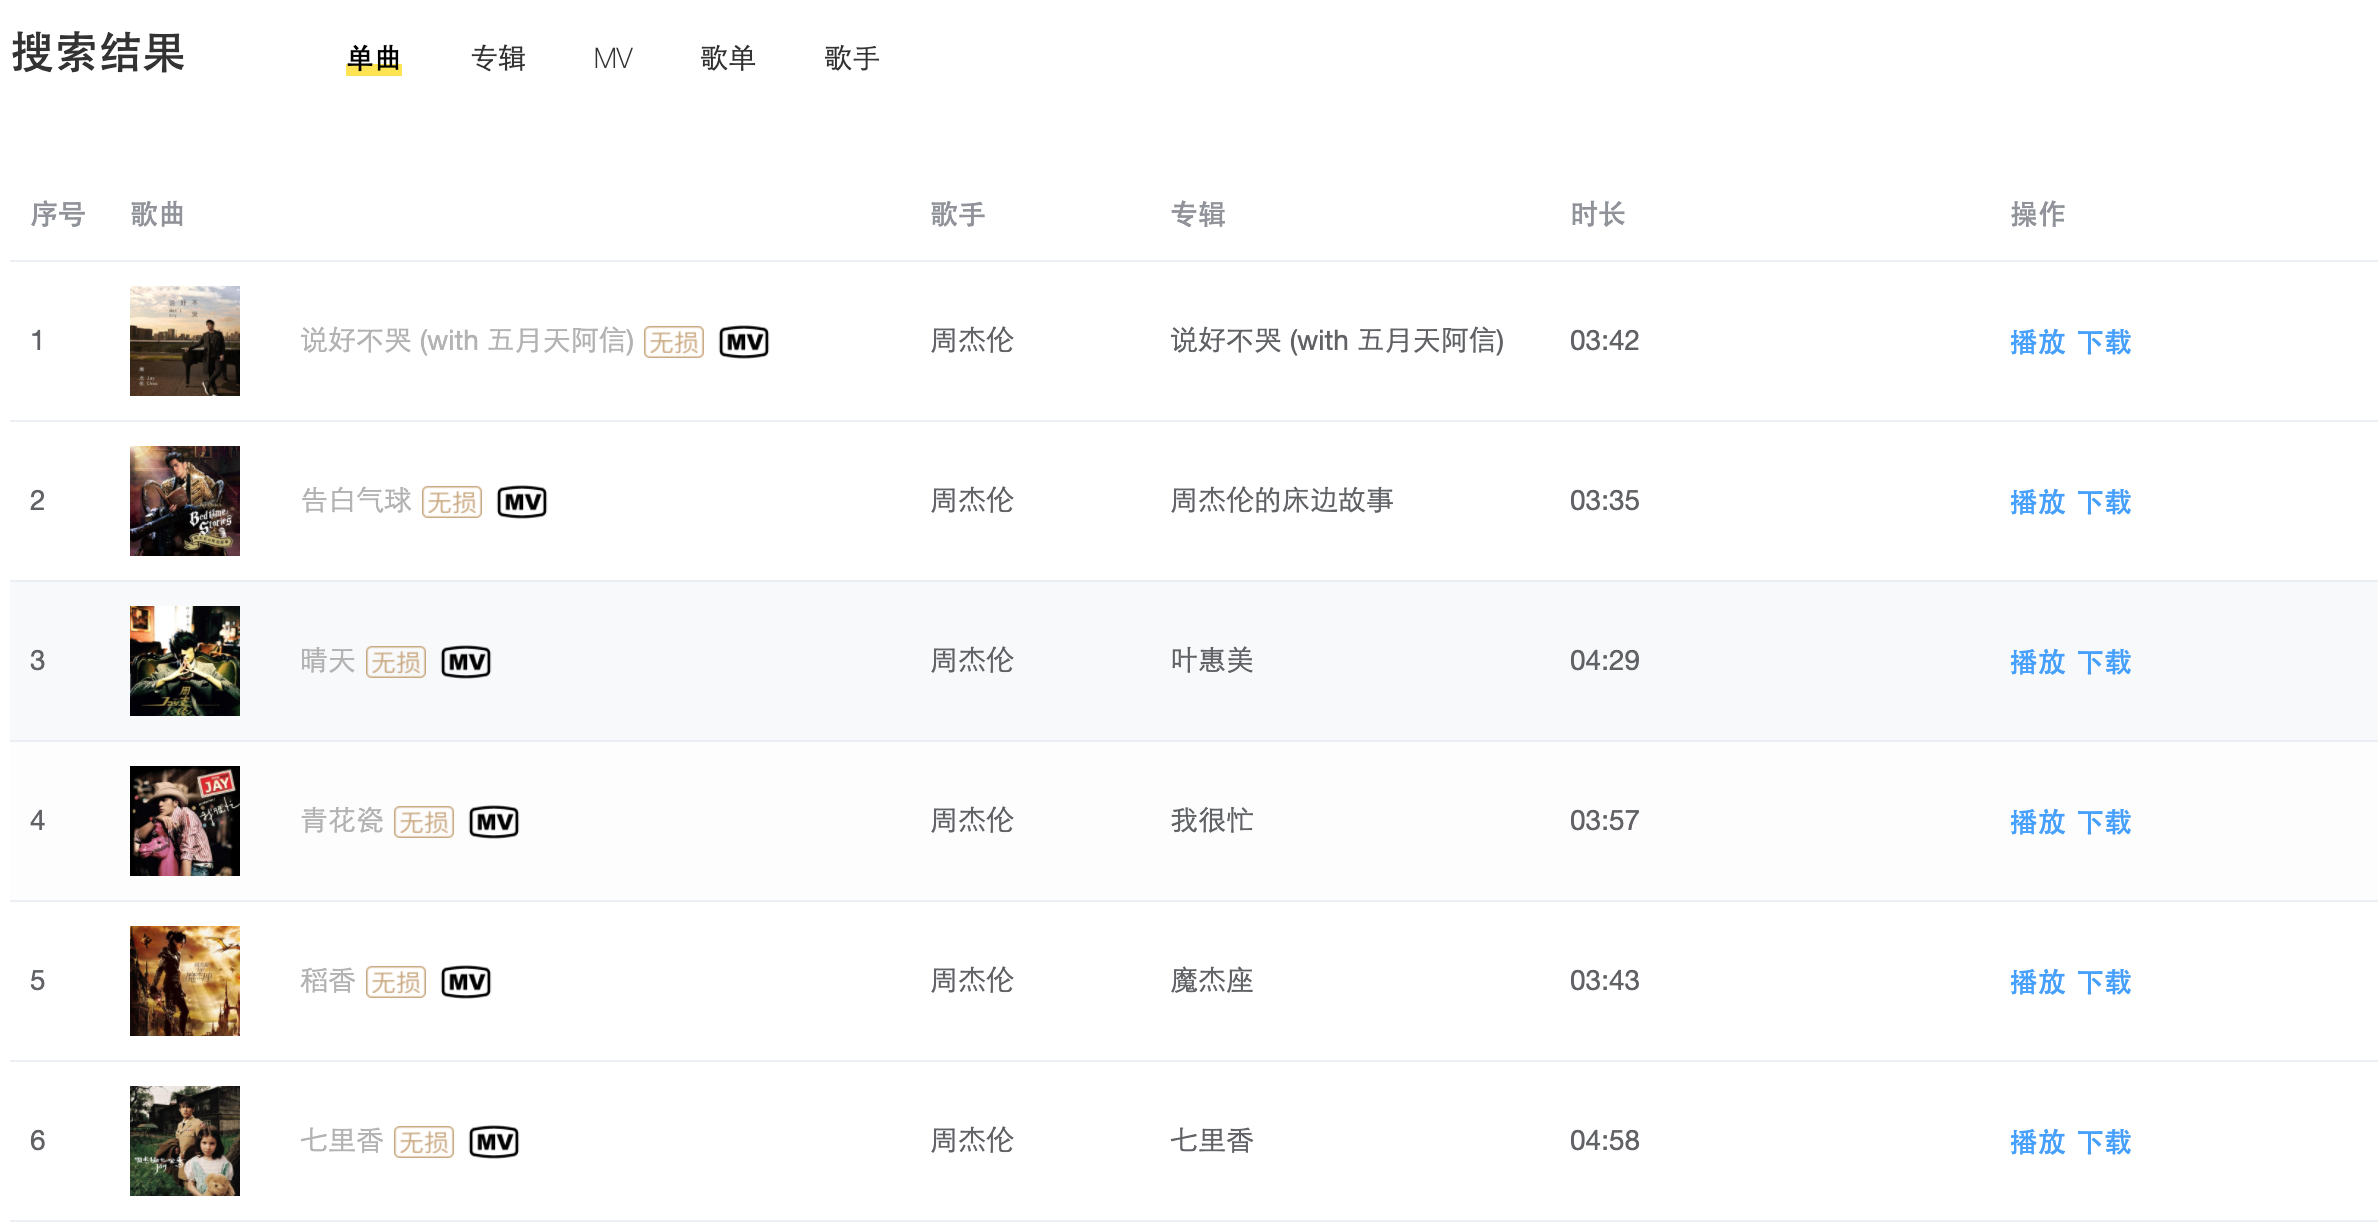 搜索结果 单曲 专辑 MV 歌单 歌手
序号 歌曲 歌手 专辑 时长 操作
1 说好不哭 (with 五月天阿信) 无损 MV 周杰伦 说好不哭 (with 五月天阿信) 03:42 播放 下载
2 告白气球 无损 MV 周杰伦 周杰伦的床边故事 03:35 播放 下载
Bedtime
Stories
3 晴天 无损 MV 周杰伦 叶惠美 04:29 播放 下载
4 青花瓷 无损 MV 周杰伦 我很忙 03:57 播放 下载
JAY
5 稻香 无损 MV 周杰伦 魔杰座 03:43 播放 下载
6 七里香 无损 MV 周杰伦 七里香 04:58 播放 下载
Jay